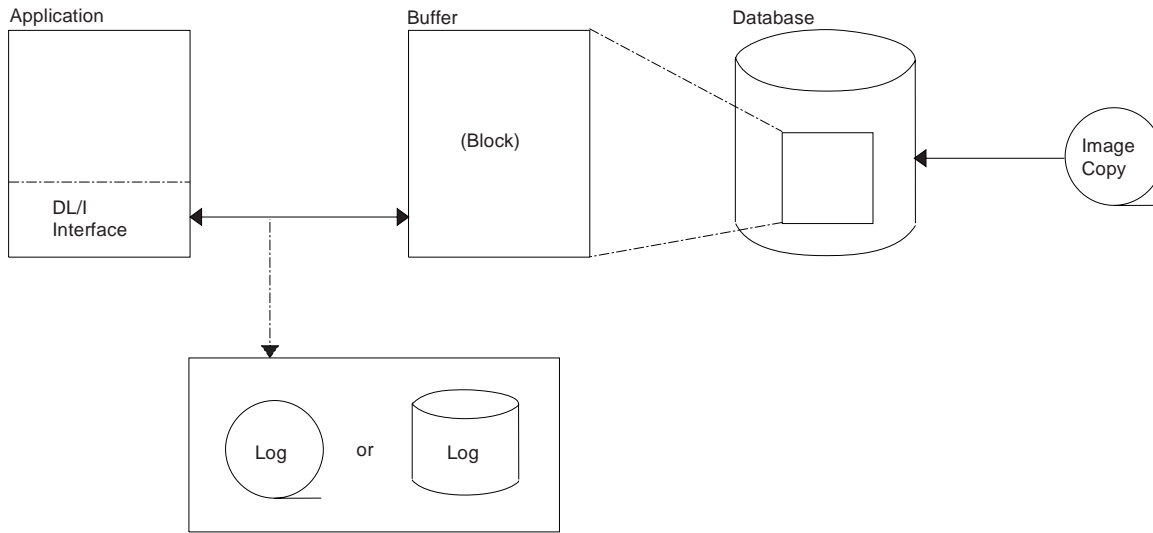 Application
Buffer
Database
(Block)
Image
Copy
DL/I
Interface
Log
or
Log